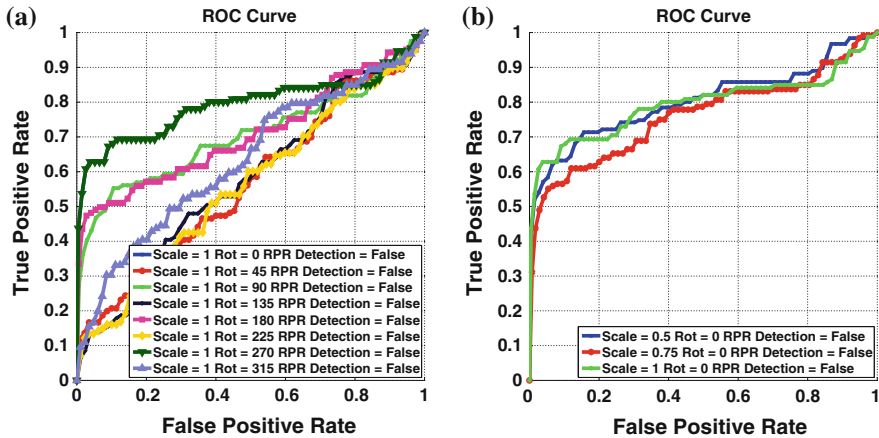 (a)
ROC Curve
True Positive Rate
1
0.9
0.8
0.7
0.6
0.5
0.4
0.3
0.2
0.1
0
Scale = 1 Rot = 0 RPR Detection = False
Scale = 1 Rot = 45 RPR Detection = False
Scale = 1 Rot = 90 RPR Detection = False
Scale = 1 Rot = 135 RPR Detection = False
Scale = 1 Rot = 180 RPR Detection = False
Scale = 1 Rot = 225 RPR Detection = False
Scale = 1 Rot = 270 RPR Detection = False
Scale = 1 Rot = 315 RPR Detection = False
0 0.2 0.4 0.6 0.8 1
False Positive Rate
(b)
ROC Curve
True Positive Rate
1
0.9
0.8
0.7
0.6
0.5
0.4
0.3
0.2
0.1
0
Scale = 0.5 Rot = 0 RPR Detection = False
Scale = 0.75 Rot = 0 RPR Detection = False
Scale = 1 Rot = 0 RPR Detection = False
0 0.2 0.4 0.6 0.8 1
False Positive Rate